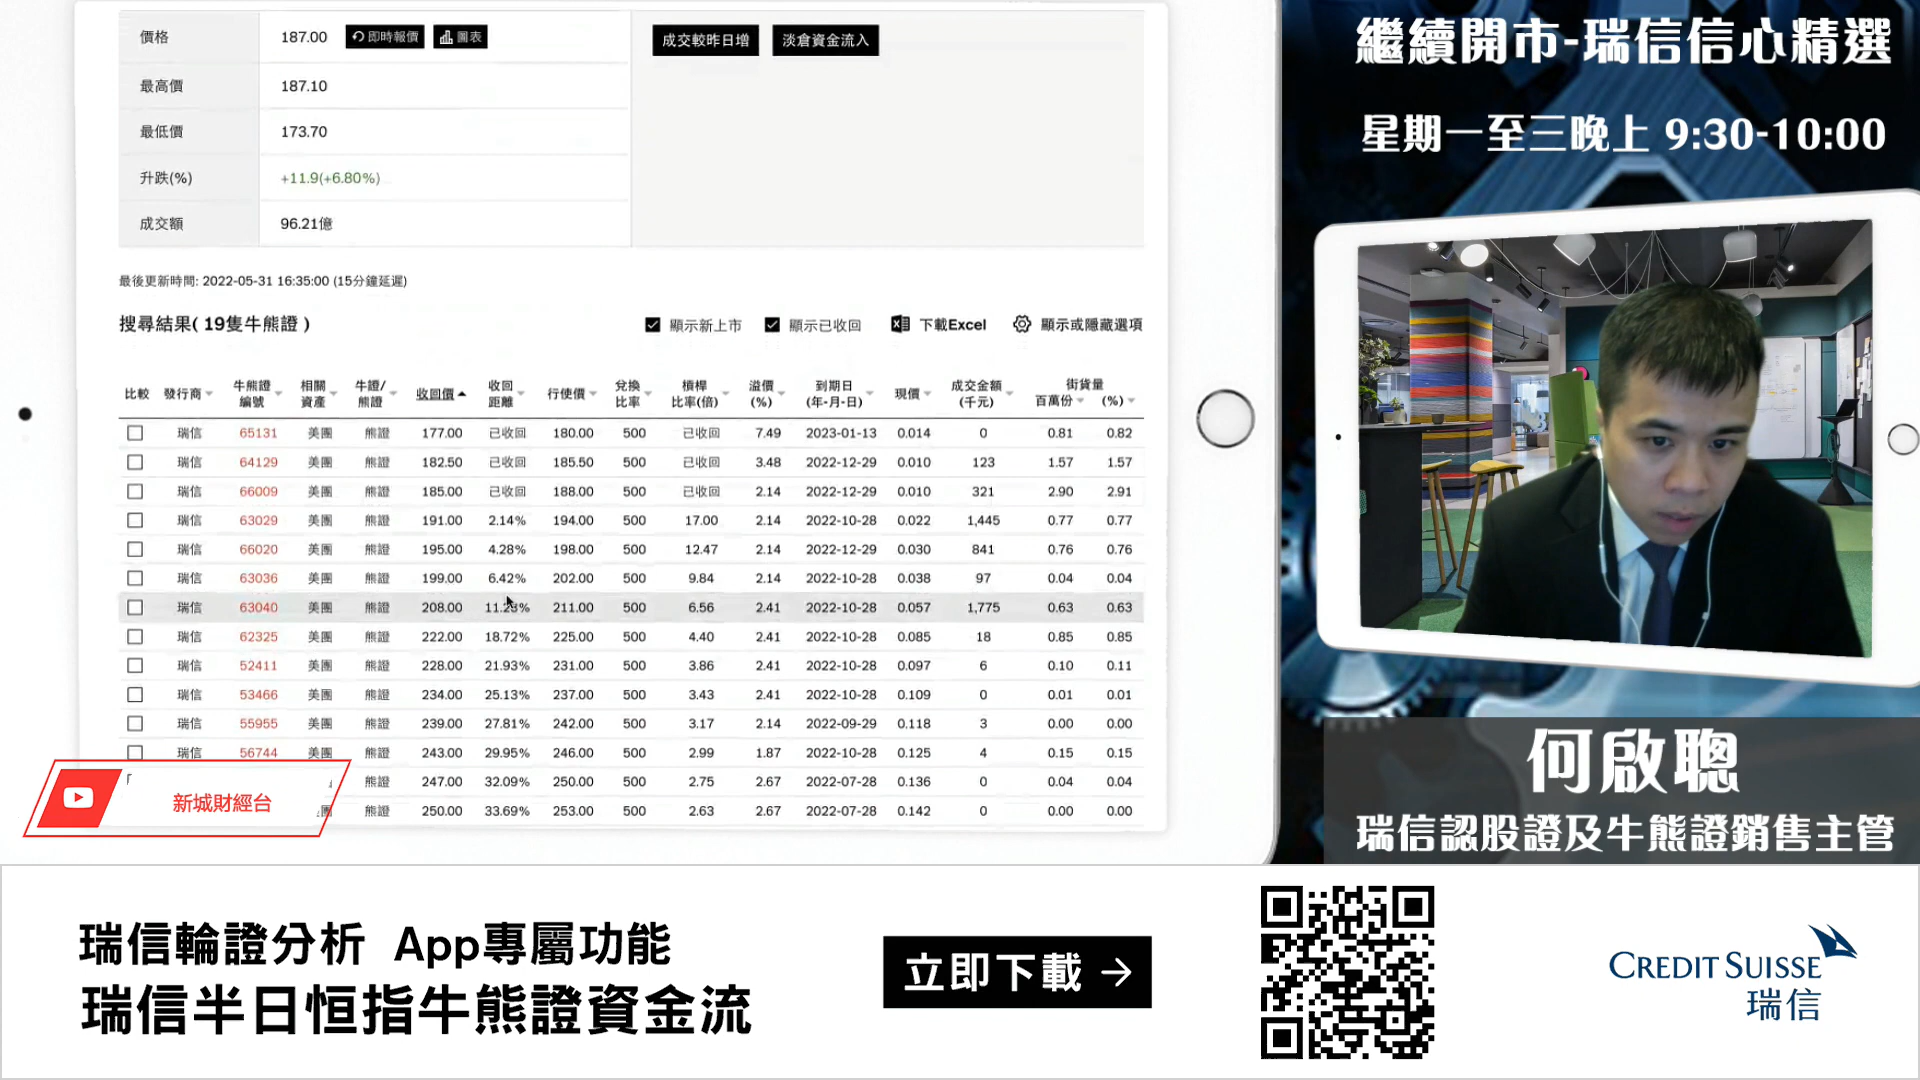 價格 187.00 即時報價 圖表
成交較昨日增 淡倉資金流入
最高價 187.10
最低價 173.70
升跌(%) +11.9(+6.80%)
成交額 96.21億
最後更新時間: 2022-05-31 16:35:00 (15分鐘延遲)
搜尋結果( 19隻牛熊證 )
顯示新上市 顯示已收回 下載Excel 顯示或隱藏選項
比較 發行商 牛熊證編號 相關資產 牛證/熊證 收回價 收回距離 行使價 兌換比率 槓桿比率(倍) 溢價(%) 到期日(年-月-日) 現價 成交金額(千元) 街貨量 百萬份 (%)
瑞信 65131 美團 熊證 177.00 已收回 180.00 500 已收回 7.49 2023-01-13 0.014 0 0.81 0.82
瑞信 64129 美團 熊證 182.50 已收回 185.50 500 已收回 3.48 2022-12-29 0.010 123 1.57 1.57
瑞信 66009 美團 熊證 185.00 已收回 188.00 500 已收回 2.14 2022-12-29 0.010 321 2.90 2.91
瑞信 63029 美團 熊證 191.00 2.14% 194.00 500 17.00 2.14 2022-10-28 0.022 1,445 0.77 0.77
瑞信 66020 美團 熊證 195.00 4.28% 198.00 500 12.47 2.14 2022-12-29 0.030 841 0.76 0.76
瑞信 63036 美團 熊證 199.00 6.42% 202.00 500 9.84 2.14 2022-10-28 0.038 97 0.04 0.04
瑞信 63040 美團 熊證 208.00 211.00 500 6.56 2.41 2022-10-28 0.057 1,775 0.63 0.63
瑞信 62325 美團 熊證 222.00 18.72% 225.00 500 4.40 2.41 2022-10-28 0.085 18 0.85 0.85
瑞信 52411 美團 熊證 228.00 21.93% 231.00 500 3.86 2.41 2022-10-28 0.097 6 0.10 0.11
瑞信 53466 美團 熊證 234.00 25.13% 237.00 500 3.43 2.41 2022-10-28 0.109 0 0.01 0.01
瑞信 55955 美團 熊證 239.00 27.81% 242.00 500 3.17 2.14 2022-09-29 0.118 3 0.00 0.00
瑞信 56744 美團 熊證 243.00 29.95% 246.00 500 2.99 1.87 2022-10-28 0.125 4 0.15 0.15
熊證 247.00 32.09% 250.00 500 2.75 2.67 2022-07-28 0.136 0 0.04 0.04
熊證 250.00 33.69% 253.00 500 2.63 2.67 2022-07-28 0.142 0 0.00 0.00
新城財經台
繼續開市-瑞信信心精選
星期一至三晚上 9:30-10:00
何啟聰
瑞信認股證及牛熊證銷售主管
瑞信輪證分析 App專屬功能
瑞信半日恒指牛熊證資金流
立即下載 →
CREDIT SUISSE
瑞信